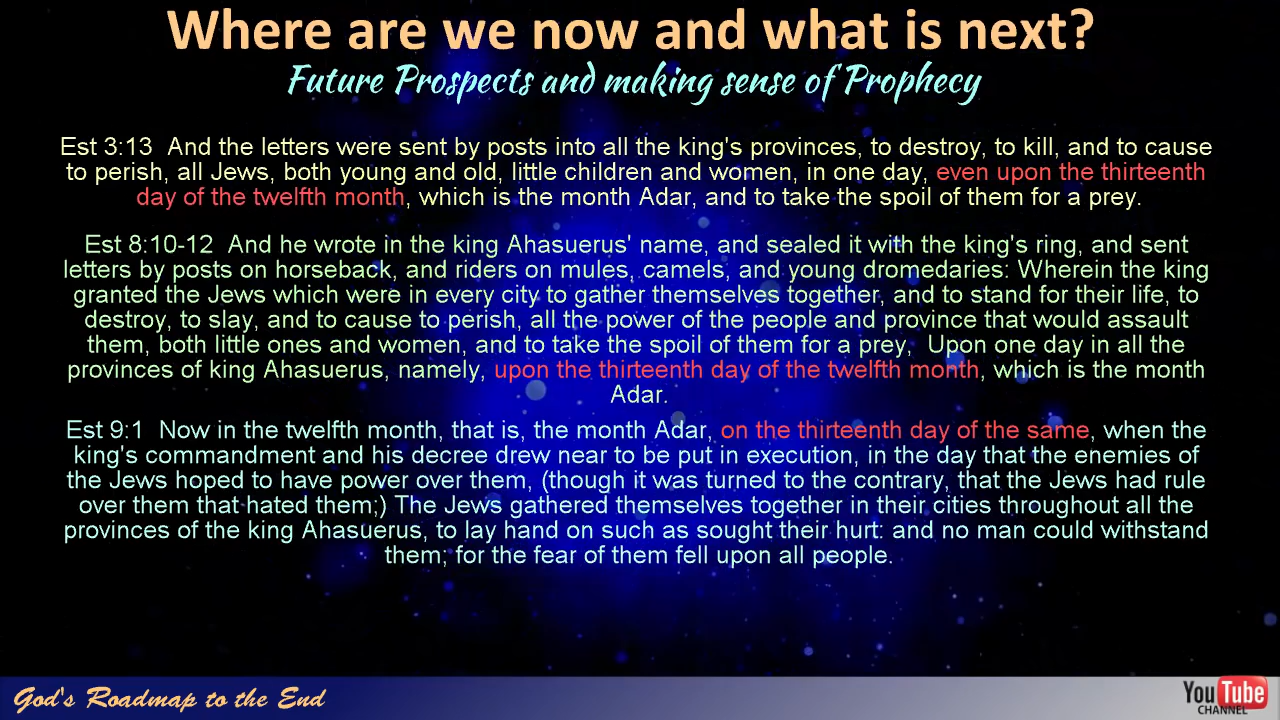 Where are we now and what is next?
Future Prospects and making sense of Prophecy
Est 3:13  And the letters were sent by posts into all the king's provinces, to destroy, to kill, and to cause
to perish, all Jews, both young and old, little children and women, in one day, even upon the thirteenth
day of the twelfth month, which is the month Adar, and to take the spoil of them for a prey.
Est 8:10-12  And he wrote in the king Ahasuerus' name, and sealed it with the king's ring, and sent
letters by posts on horseback, and riders on mules, camels, and young dromedaries: Wherein the king
granted the Jews which were in every city to gather themselves together, and to stand for their life, to
destroy, to slay, and to cause to perish, all the power of the people and province that would assault
them, both little ones and women, and to take the spoil of them for a prey,  Upon one day in all the
provinces of king Ahasuerus, namely, upon the thirteenth day of the twelfth month, which is the month
Adar.
Est 9:1  Now in the twelfth month, that is, the month Adar, on the thirteenth day of the same, when the
king's commandment and his decree drew near to be put in execution, in the day that the enemies of
the Jews hoped to have power over them, (though it was turned to the contrary, that the Jews had rule
over them that hated them;) The Jews gathered themselves together in their cities throughout all the
provinces of the king Ahasuerus, to lay hand on such as sought their hurt: and no man could withstand
them; for the fear of them fell upon all people.
God's Roadmap to the End
YouTube
CHANNEL